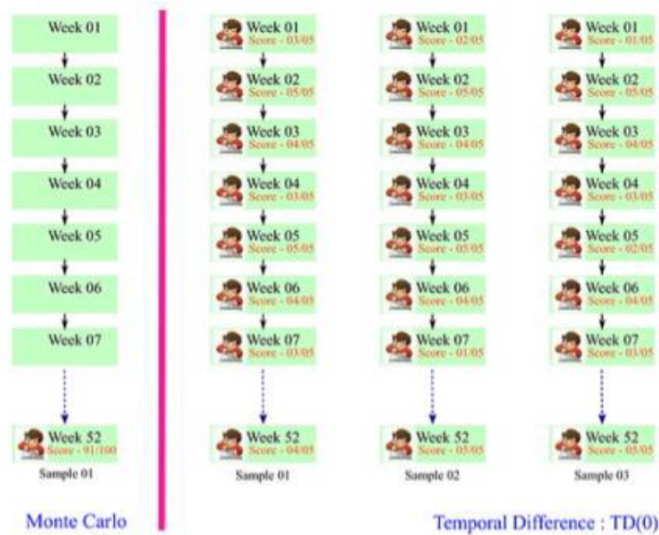 Week 01
Week 02
Week 03
Week 04
Week 05
Week 06
Week 07
Week 52
Score - 91/100
Sample 01
Monte Carlo
Week 01
Score - 03/05
Week 02
Score - 05/05
Week 03
Score - 04/05
Week 04
Score - 03/05
Week 05
Score - 05/05
Week 06
Score - 04/05
Week 07
Score - 03/05
Week 52
Score - 04/05
Sample 01
Week 01
Score - 02/05
Week 02
Score - 05/05
Week 03
Score - 04/05
Week 04
Score - 03/05
Week 05
Score - 05/05
Week 06
Score - 04/05
Week 07
Score - 01/05
Week 52
Score - 05/05
Sample 02
Week 01
Score - 01/05
Week 02
Score - 05/05
Week 03
Score - 04/05
Week 04
Score - 03/05
Week 05
Score - 02/05
Week 06
Score - 04/05
Week 07
Score - 03/05
Week 52
Score - 05/05
Sample 03
Temporal Difference : TD(0)